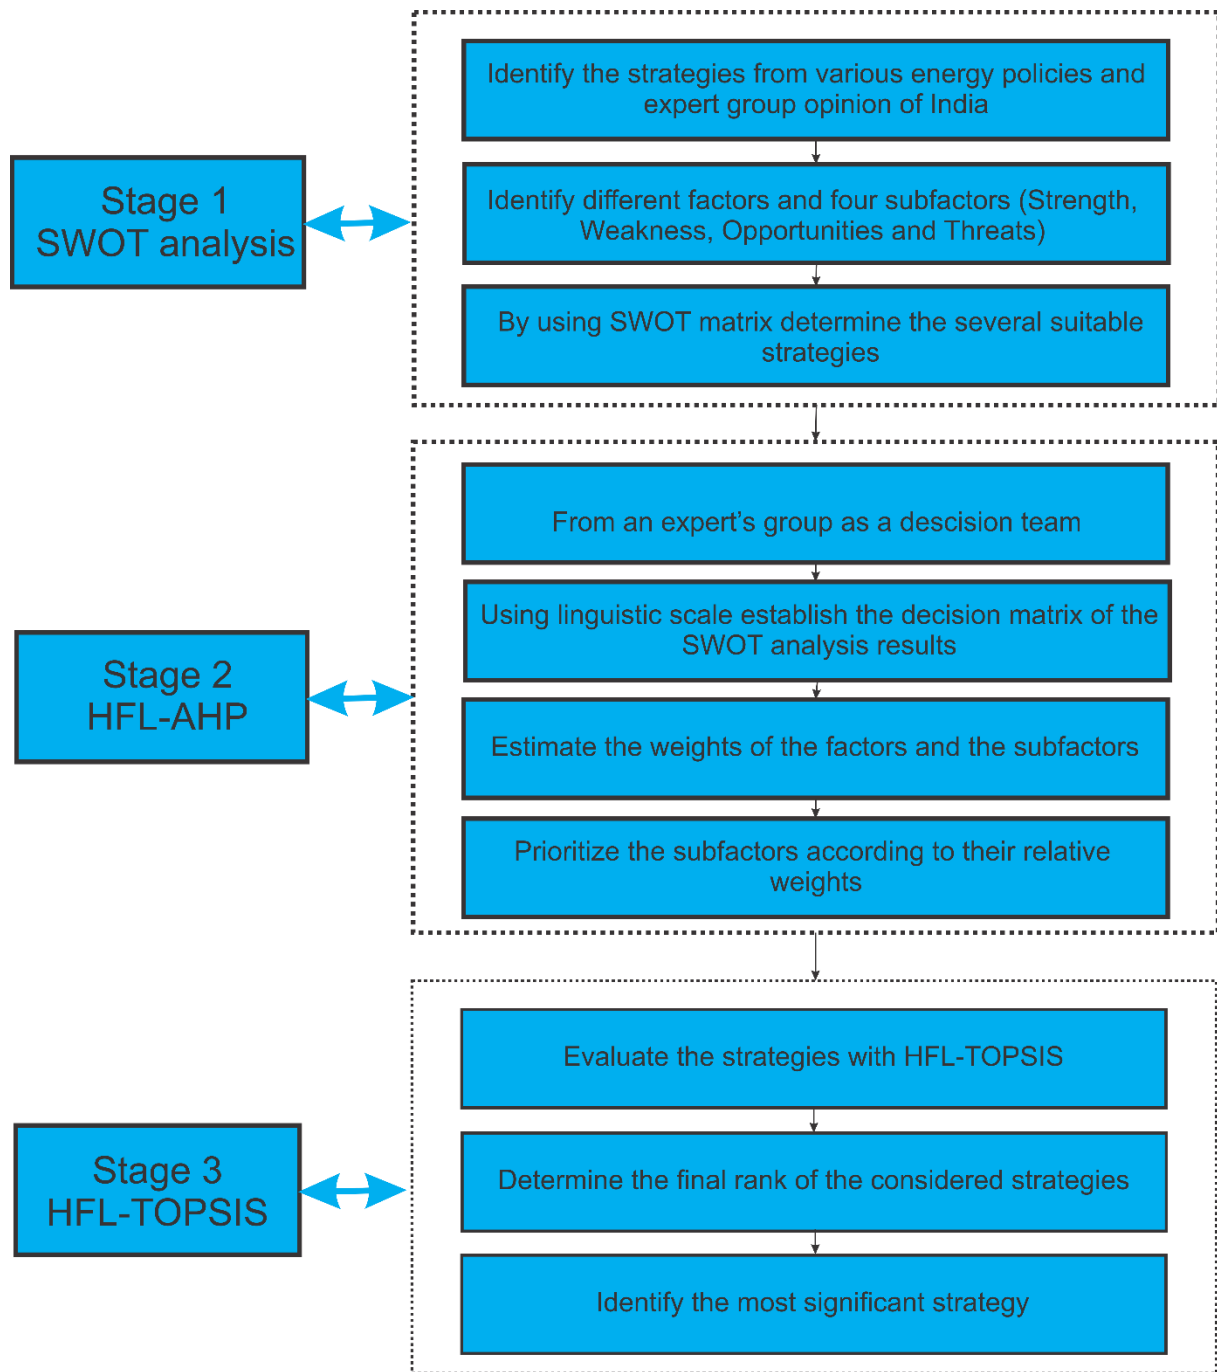 Identify the strategies from various energy policies and
expert group opinion of India
Stage 1
SWOT analysis
Identify different factors and four subfactors (Strength,
Weakness, Opportunities and Threats)
By using SWOT matrix determine the several suitable
strategies
From an expert’s group as a descision team
Using linguistic scale establish the decision matrix of the
SWOT analysis results
Stage 2
HFL-AHP
Estimate the weights of the factors and the subfactors
Prioritize the subfactors according to their relative
weights
Evaluate the strategies with HFL-TOPSIS
Stage 3
HFL-TOPSIS
Determine the final rank of the considered strategies
Identify the most significant strategy